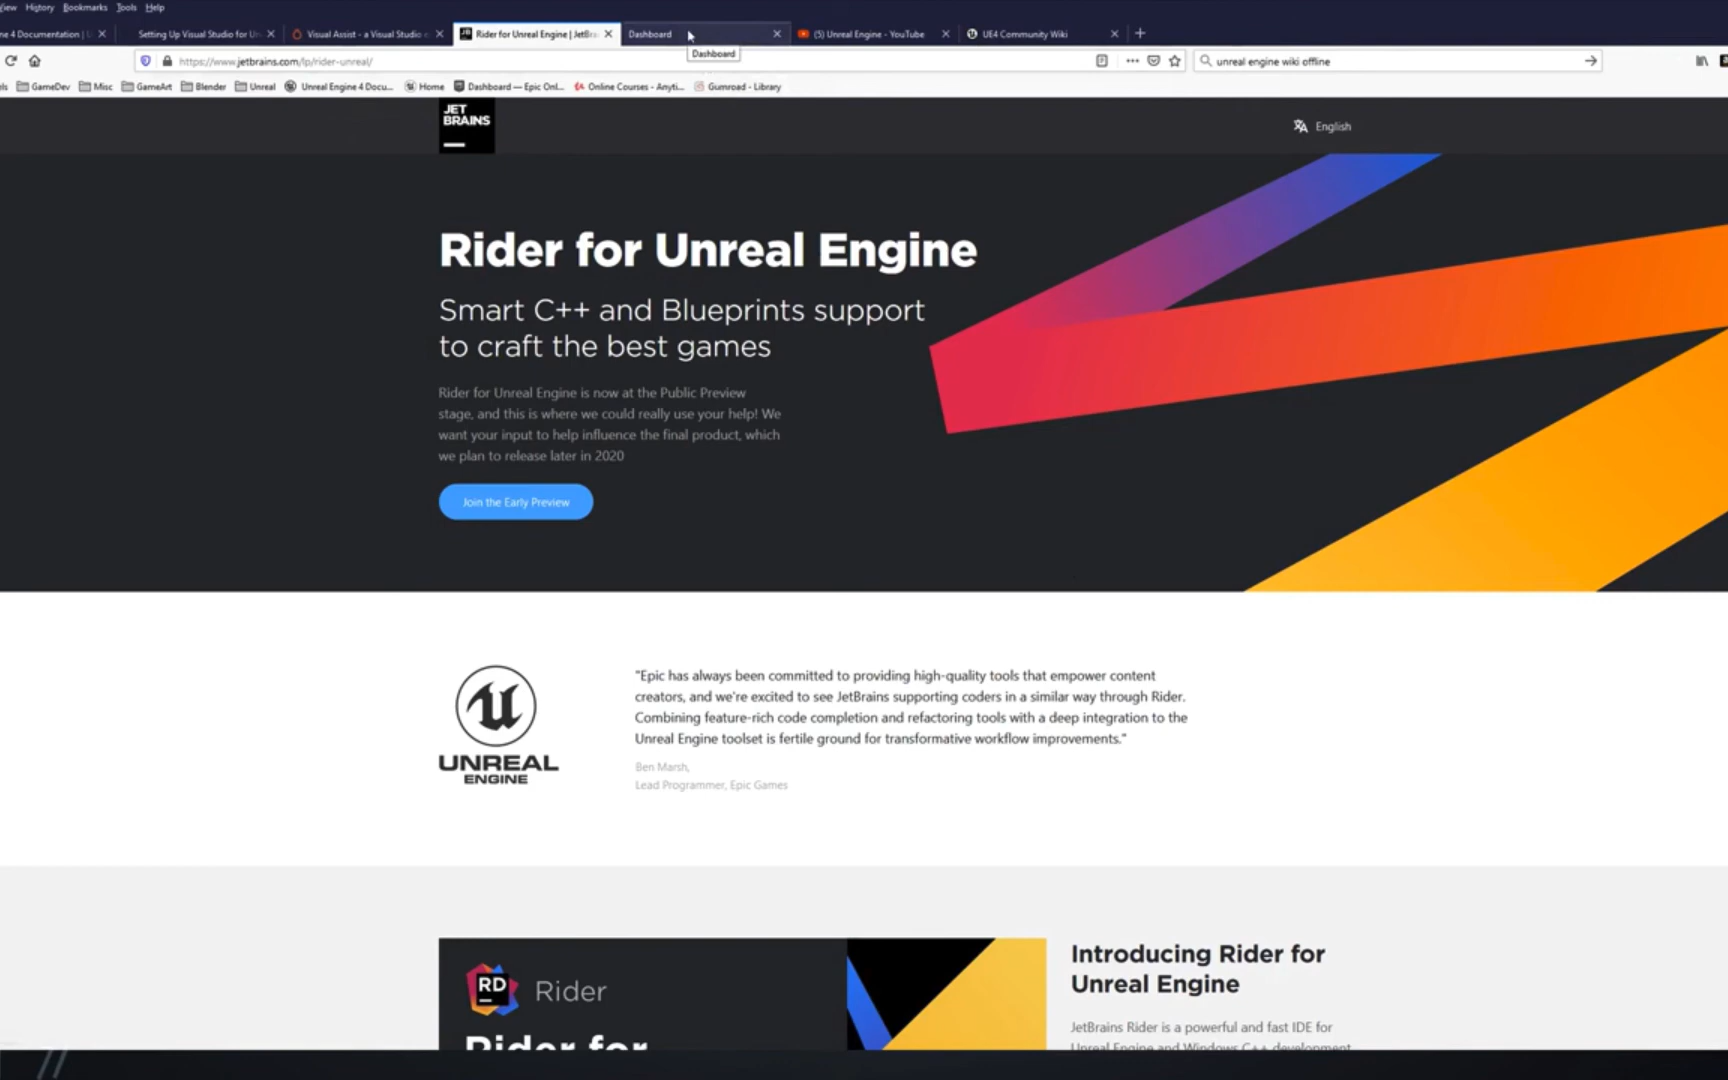 View History Bookmarks Tools Help
ne 4 Documentation | U
Setting Up Visual Studio for Un
Visual Assist - a Visual Studio e
Rider for Unreal Engine | JetBra
Dashboard
(5) Unreal Engine - YouTube
UE4 Community Wiki
Dashboard
https://www.jetbrains.com/lp/rider-unreal/
unreal engine wiki offline
ls GameDev Misc GameArt Blender Unreal Unreal Engine 4 Docu... Home Dashboard — Epic Onl... Online Courses - Anyti... Gumroad - Library
JET
BRAINS
English
Rider for Unreal Engine
Smart C++ and Blueprints support
to craft the best games
Rider for Unreal Engine is now at the Public Preview
stage, and this is where we could really use your help! We
want your input to help influence the final product, which
we plan to release later in 2020
Join the Early Preview
UNREAL
ENGINE
"Epic has always been committed to providing high-quality tools that empower content
creators, and we're excited to see JetBrains supporting coders in a similar way through Rider.
Combining feature-rich code completion and refactoring tools with a deep integration to the
Unreal Engine toolset is fertile ground for transformative workflow improvements."
Ben Marsh,
Lead Programmer, Epic Games
RD
Rider
Rider for
Introducing Rider for
Unreal Engine
JetBrains Rider is a powerful and fast IDE for
Unreal Engine and Windows C++ development